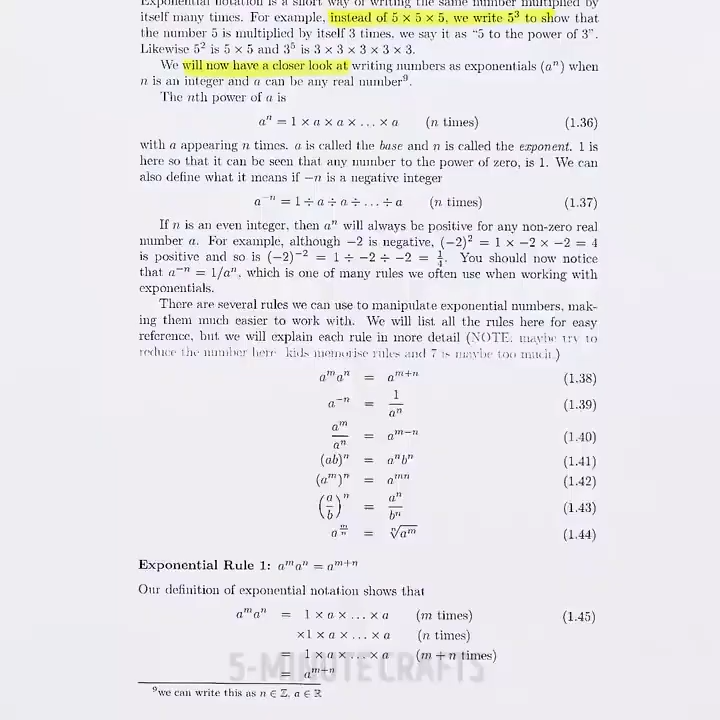 Exponential notation is a short way of writing the same number multiplied by
itself many times. For example, instead of 5 × 5 × 5, we write 5³ to show that
the number 5 is multiplied by itself 3 times, we say it as “5 to the power of 3”.
Likewise 5² is 5 × 5 and 3⁵ is 3 × 3 × 3 × 3 × 3.
We will now have a closer look at writing numbers as exponentials (aⁿ) when
n is an integer and a can be any real number⁹.
The nth power of a is
aⁿ = 1 × a × a × … × a (n times) (1.36)
with a appearing n times. a is called the base and n is called the exponent. 1 is
here so that it can be seen that any number to the power of zero, is 1. We can
also define what it means if −n is a negative integer
a⁻ⁿ = 1 ÷ a ÷ a ÷ … ÷ a (n times) (1.37)
If n is an even integer, then aⁿ will always be positive for any non-zero real
number a. For example, although −2 is negative, (−2)² = 1 × −2 × −2 = 4
is positive and so is (−2)⁻² = 1 ÷ −2 ÷ −2 = 1/4. You should now notice
that a⁻ⁿ = 1/aⁿ, which is one of many rules we often use when working with
exponentials.
There are several rules we can use to manipulate exponential numbers, mak-
ing them much easier to work with. We will list all the rules here for easy
reference, but we will explain each rule in more detail (NOTE: maybe try to
reduce the number here kids memorise rules and 7 is maybe too much.)
aᵐaⁿ = aᵐ⁺ⁿ (1.38)
a⁻ⁿ = 1/aⁿ (1.39)
aᵐ/aⁿ = aᵐ⁻ⁿ (1.40)
(ab)ⁿ = aⁿbⁿ (1.41)
(aᵐ)ⁿ = aᵐⁿ (1.42)
(a/b)ⁿ = aⁿ/bⁿ (1.43)
a^(m/n) = ⁿ√aᵐ (1.44)
Exponential Rule 1: aᵐaⁿ = aᵐ⁺ⁿ
Our definition of exponential notation shows that
aᵐaⁿ = 1 × a × … × a (m times) (1.45)
×1 × a × … × a (n times)
= 1 × a × … × a (m + n times)
= aᵐ⁺ⁿ
5-MINUTE CRAFTS
⁹we can write this as n ∈ ℤ, a ∈ ℝ